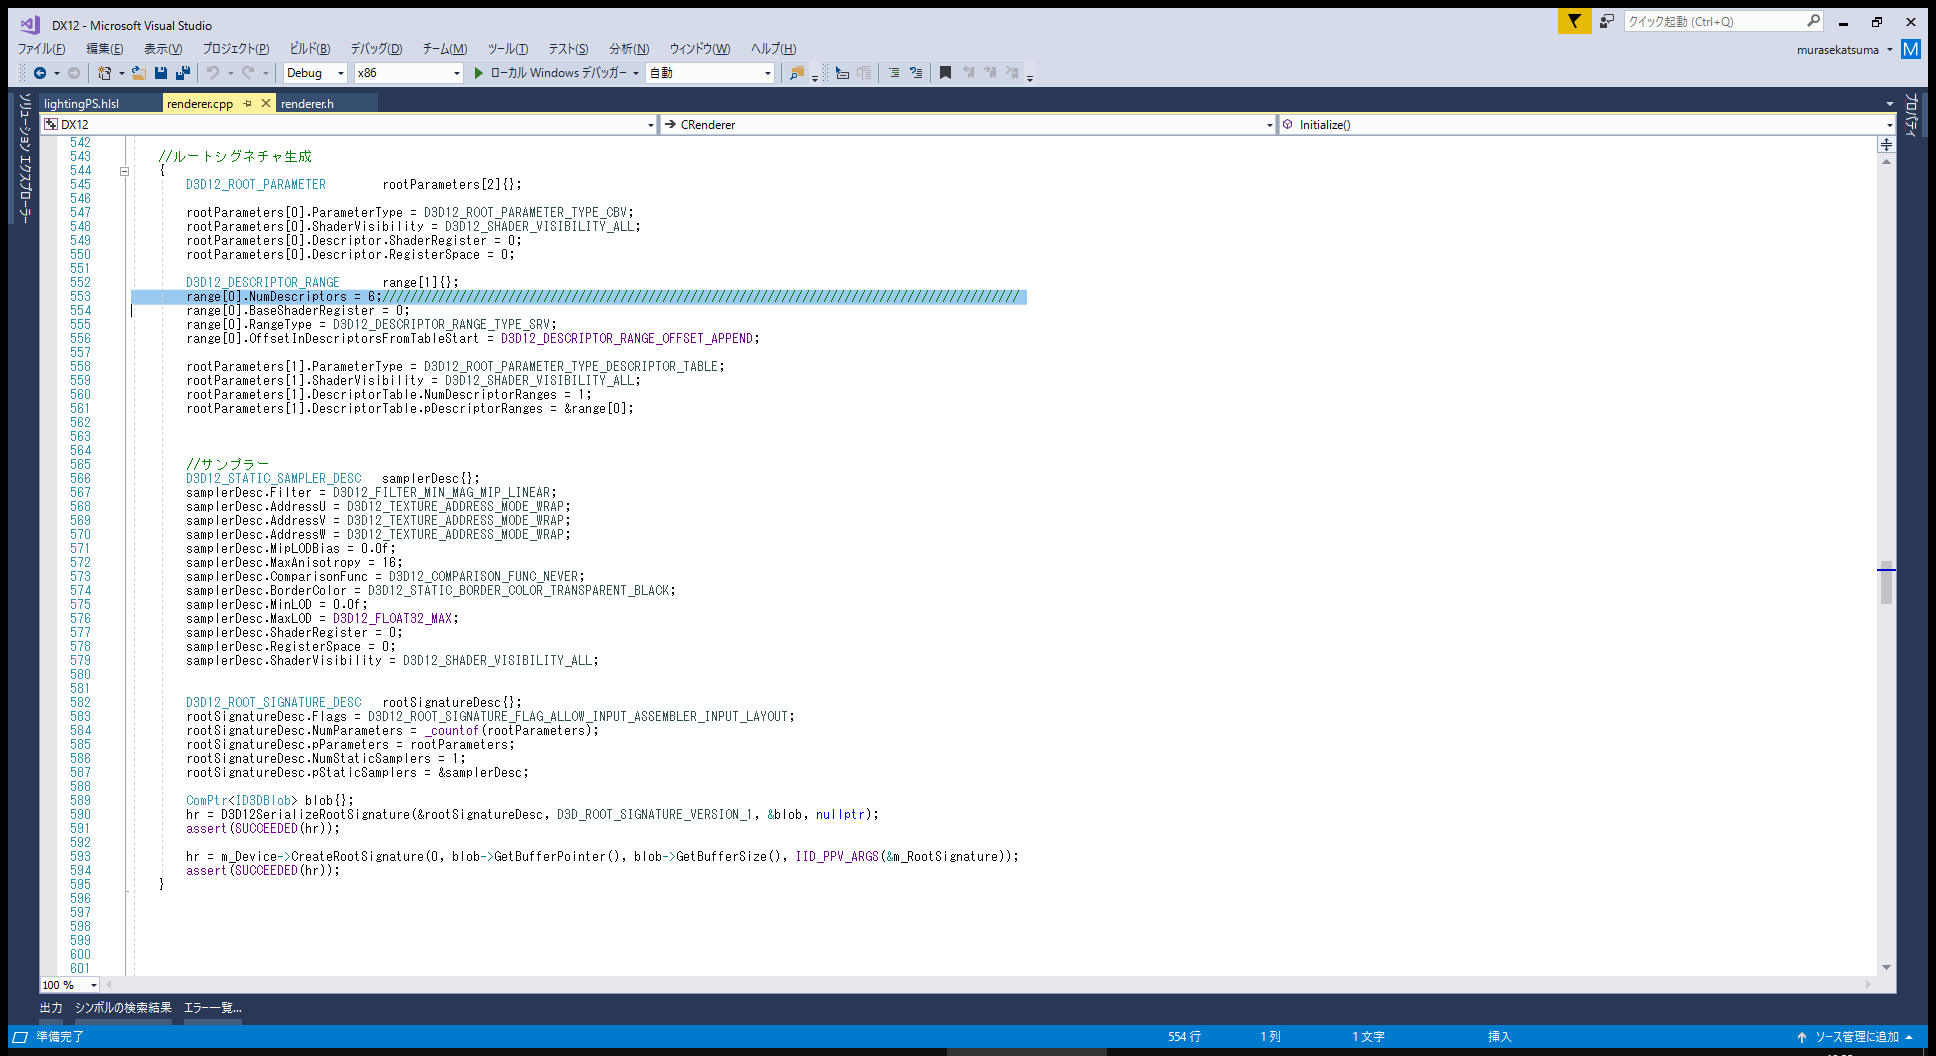 DX12 - Microsoft Visual Studio
クイック起動 (Ctrl+Q)
ファイル(F) 編集(E) 表示(V) プロジェクト(P) ビルド(B) デバッグ(D) チーム(M) ツール(T) テスト(S) 分析(N) ウィンドウ(W) ヘルプ(H)
murasekatsuma M
Debug x86 ローカル Windows デバッガー 自動
ソリューション エクスプローラー
プロパティ
lightingPS.hlsl renderer.cpp renderer.h
DX12 CRenderer Initialize()
542
543 //ルートシグネチャ生成
544 {
545 D3D12_ROOT_PARAMETER rootParameters[2]{};
546
547 rootParameters[0].ParameterType = D3D12_ROOT_PARAMETER_TYPE_CBV;
548 rootParameters[0].ShaderVisibility = D3D12_SHADER_VISIBILITY_ALL;
549 rootParameters[0].Descriptor.ShaderRegister = 0;
550 rootParameters[0].Descriptor.RegisterSpace = 0;
551
552 D3D12_DESCRIPTOR_RANGE range[1]{};
553 range[0].NumDescriptors = 6;///////////////////////////////////////////////////////////////////////////////////////////
554 range[0].BaseShaderRegister = 0;
555 range[0].RangeType = D3D12_DESCRIPTOR_RANGE_TYPE_SRV;
556 range[0].OffsetInDescriptorsFromTableStart = D3D12_DESCRIPTOR_RANGE_OFFSET_APPEND;
557
558 rootParameters[1].ParameterType = D3D12_ROOT_PARAMETER_TYPE_DESCRIPTOR_TABLE;
559 rootParameters[1].ShaderVisibility = D3D12_SHADER_VISIBILITY_ALL;
560 rootParameters[1].DescriptorTable.NumDescriptorRanges = 1;
561 rootParameters[1].DescriptorTable.pDescriptorRanges = &range[0];
562
563
564
565 //サンプラー
566 D3D12_STATIC_SAMPLER_DESC samplerDesc{};
567 samplerDesc.Filter = D3D12_FILTER_MIN_MAG_MIP_LINEAR;
568 samplerDesc.AddressU = D3D12_TEXTURE_ADDRESS_MODE_WRAP;
569 samplerDesc.AddressV = D3D12_TEXTURE_ADDRESS_MODE_WRAP;
570 samplerDesc.AddressW = D3D12_TEXTURE_ADDRESS_MODE_WRAP;
571 samplerDesc.MipLODBias = 0.0f;
572 samplerDesc.MaxAnisotropy = 16;
573 samplerDesc.ComparisonFunc = D3D12_COMPARISON_FUNC_NEVER;
574 samplerDesc.BorderColor = D3D12_STATIC_BORDER_COLOR_TRANSPARENT_BLACK;
575 samplerDesc.MinLOD = 0.0f;
576 samplerDesc.MaxLOD = D3D12_FLOAT32_MAX;
577 samplerDesc.ShaderRegister = 0;
578 samplerDesc.RegisterSpace = 0;
579 samplerDesc.ShaderVisibility = D3D12_SHADER_VISIBILITY_ALL;
580
581
582 D3D12_ROOT_SIGNATURE_DESC rootSignatureDesc{};
583 rootSignatureDesc.Flags = D3D12_ROOT_SIGNATURE_FLAG_ALLOW_INPUT_ASSEMBLER_INPUT_LAYOUT;
584 rootSignatureDesc.NumParameters = _countof(rootParameters);
585 rootSignatureDesc.pParameters = rootParameters;
586 rootSignatureDesc.NumStaticSamplers = 1;
587 rootSignatureDesc.pStaticSamplers = &samplerDesc;
588
589 ComPtr<ID3DBlob> blob{};
590 hr = D3D12SerializeRootSignature(&rootSignatureDesc, D3D_ROOT_SIGNATURE_VERSION_1, &blob, nullptr);
591 assert(SUCCEEDED(hr));
592
593 hr = m_Device->CreateRootSignature(0, blob->GetBufferPointer(), blob->GetBufferSize(), IID_PPV_ARGS(&m_RootSignature));
594 assert(SUCCEEDED(hr));
595 }
596
597
598
599
600
601
100 %
出力 シンボルの検索結果 エラー一覧...
準備完了 554 行 1 列 1 文字 挿入 ソース管理に追加